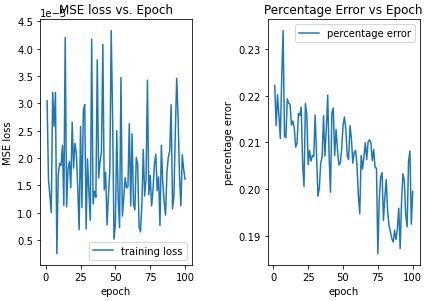 MSE loss vs. Epoch
1e−5
4.5
4.0
3.5
3.0
2.5
2.0
1.5
1.0
0.5
MSE loss
training loss
0
25
50
75
100
epoch
Percentage Error vs Epoch
percentage error
0.23
0.22
0.21
0.20
0.19
percentage error
0
25
50
75
100
epoch